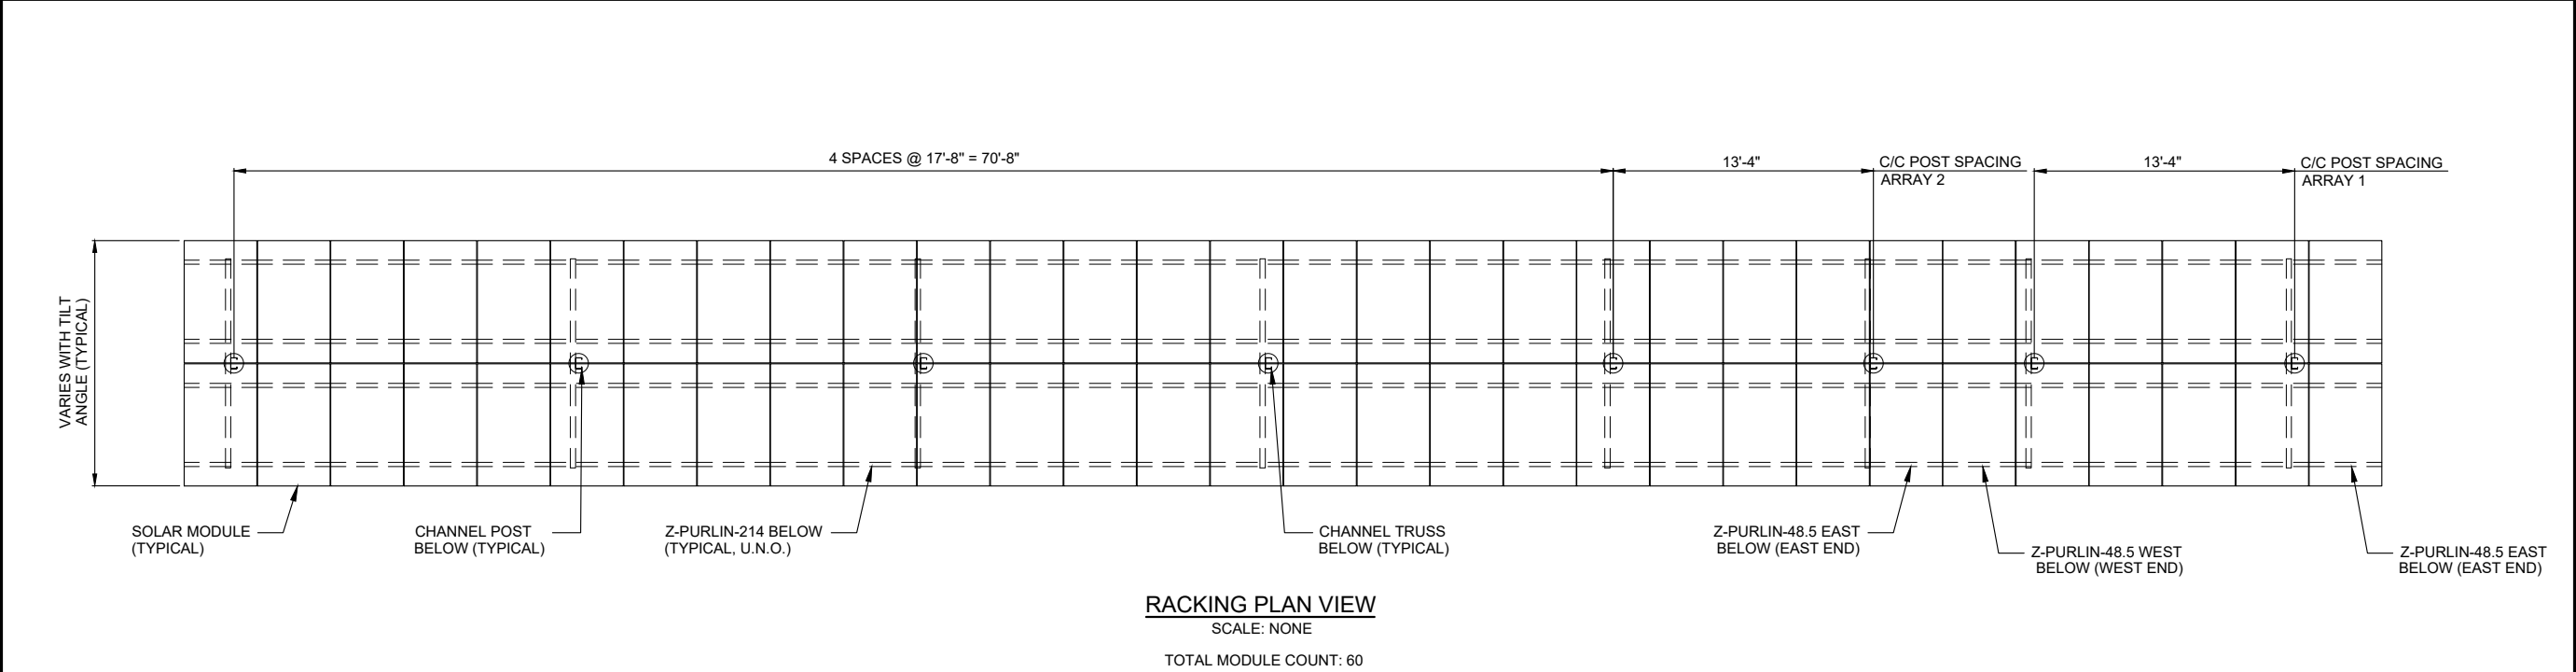 4 SPACES @ 17'-8" = 70'-8"
13'-4"
C/C POST SPACING
ARRAY 2
13'-4"
C/C POST SPACING
ARRAY 1
VARIES WITH TILT
ANGLE (TYPICAL)
SOLAR MODULE
(TYPICAL)
CHANNEL POST
BELOW (TYPICAL)
Z-PURLIN-214 BELOW
(TYPICAL, U.N.O.)
CHANNEL TRUSS
BELOW (TYPICAL)
Z-PURLIN-48.5 EAST
BELOW (EAST END)
Z-PURLIN-48.5 WEST
BELOW (WEST END)
Z-PURLIN-48.5 EAST
BELOW (EAST END)
RACKING PLAN VIEW
SCALE: NONE
TOTAL MODULE COUNT: 60